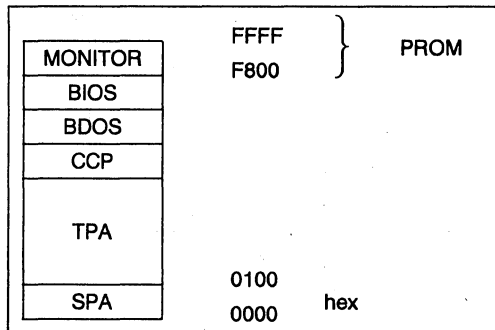 FFFF
MONITOR
PROM
F800
BIOS
BDOS
CCP
TPA
0100
SPA
0000
hex